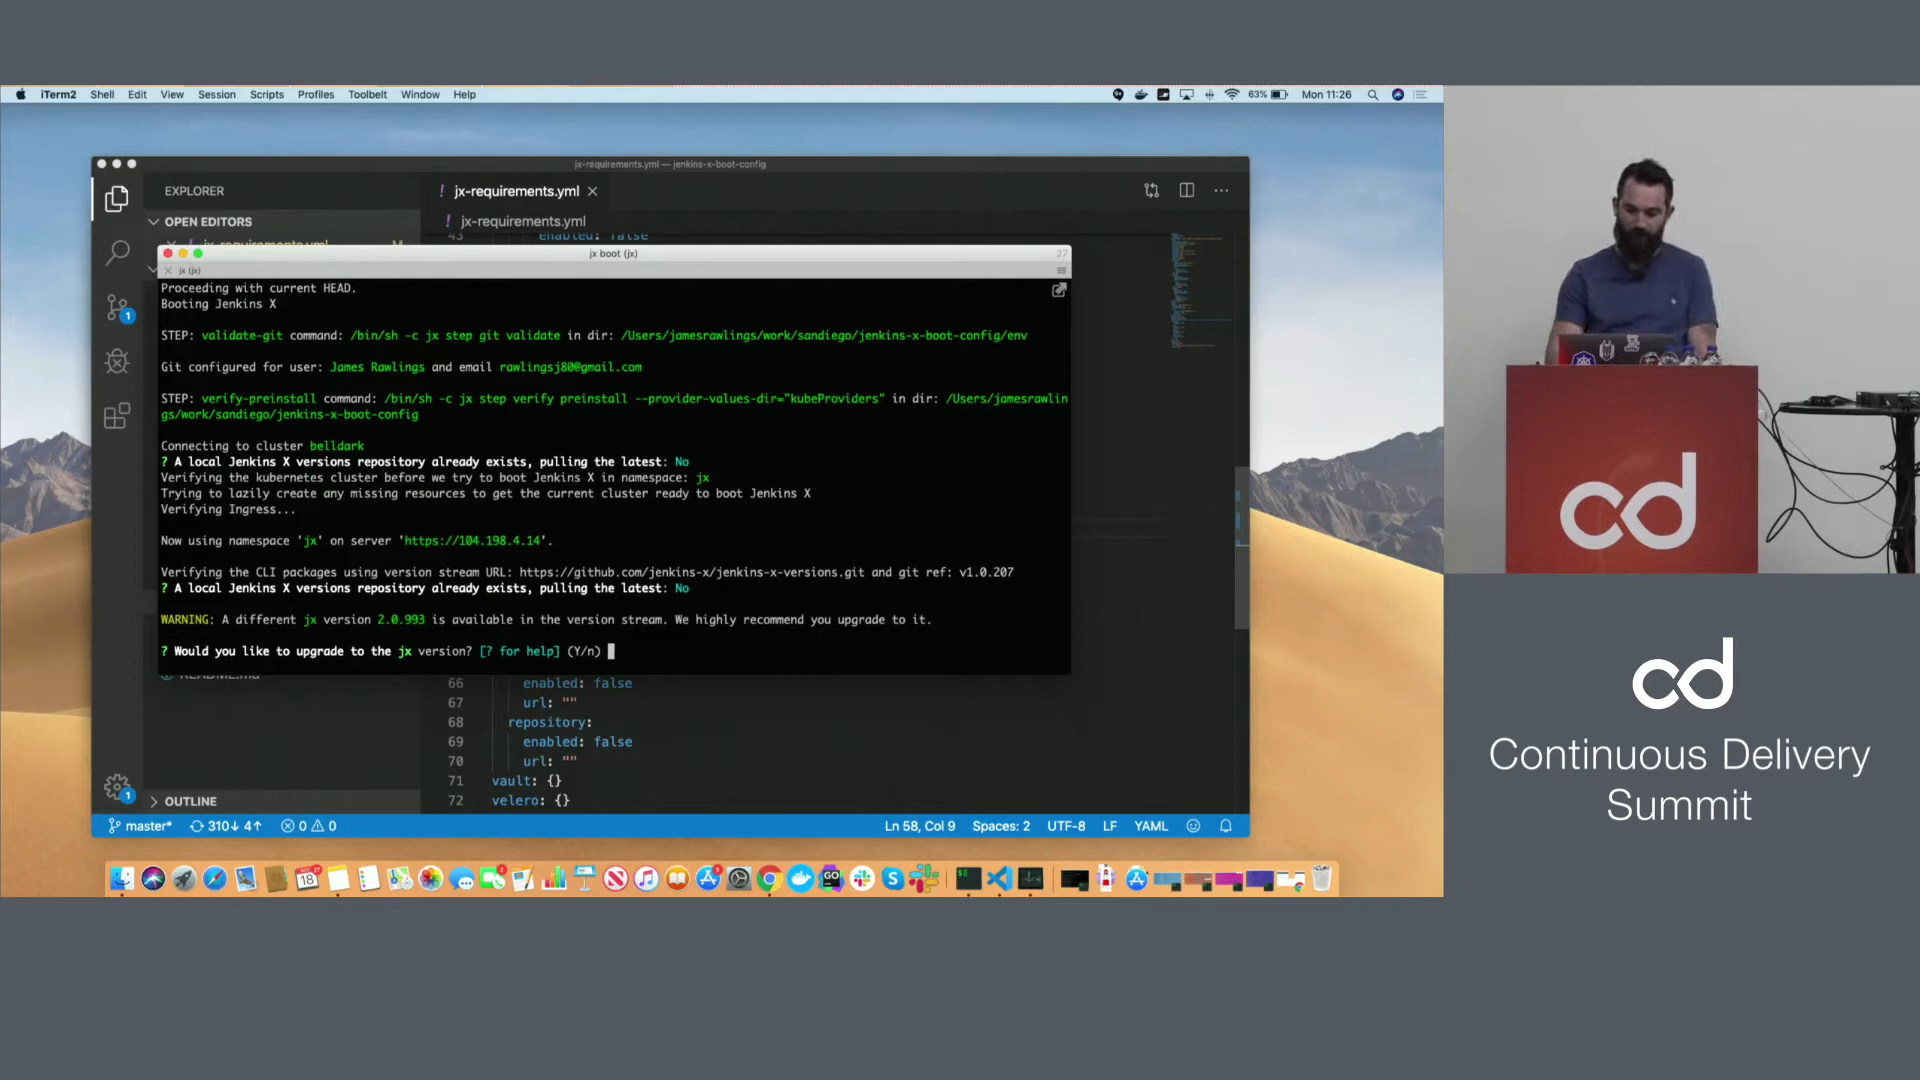 iTerm2 Shell Edit View Session Scripts Profiles Toolbelt Window Help
63% Mon 11:26
jx-requirements.yml — jenkins-x-boot-config
EXPLORER
! jx-requirements.yml ×
OPEN EDITORS
! jx-requirements.yml
jx-requirements.yml M
43 enabled: false
jx boot (jx)
jx (jx)
Proceeding with current HEAD.
Booting Jenkins X
STEP: validate-git command: /bin/sh -c jx step git validate in dir: /Users/jamesrawlings/work/sandiego/jenkins-x-boot-config/env
Git configured for user: James Rawlings and email rawlingsj80@gmail.com
STEP: verify-preinstall command: /bin/sh -c jx step verify preinstall --provider-values-dir="kubeProviders" in dir: /Users/jamesrawlin
gs/work/sandiego/jenkins-x-boot-config
Connecting to cluster belldark
? A local Jenkins X versions repository already exists, pulling the latest: No
Verifying the kubernetes cluster before we try to boot Jenkins X in namespace: jx
Trying to lazily create any missing resources to get the current cluster ready to boot Jenkins X
Verifying Ingress...
Now using namespace 'jx' on server 'https://104.198.4.14'.
Verifying the CLI packages using version stream URL: https://github.com/jenkins-x/jenkins-x-versions.git and git ref: v1.0.207
? A local Jenkins X versions repository already exists, pulling the latest: No
WARNING: A different jx version 2.0.993 is available in the version stream. We highly recommend you upgrade to it.
? Would you like to upgrade to the jx version? [? for help] (Y/n)
README.md
66 enabled: false
67 url: ""
68 repository:
69 enabled: false
70 url: ""
71 vault: {}
72 velero: {}
OUTLINE
master* 310↓ 4↑ 0 0
Ln 58, Col 9 Spaces: 2 UTF-8 LF YAML
cd
cd
Continuous Delivery
Summit